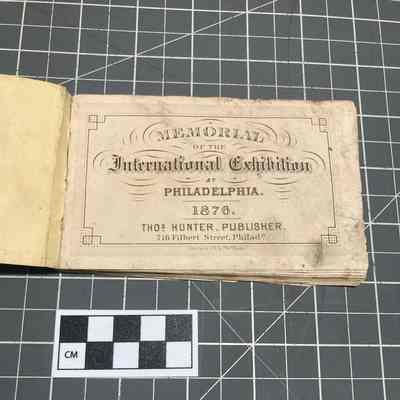 MEMORIAL
OF THE
International Exhibition
AT
PHILADELPHIA.
1876.
THOS. HUNTER, PUBLISHER.
716 Filbert Street, Philada.
CM